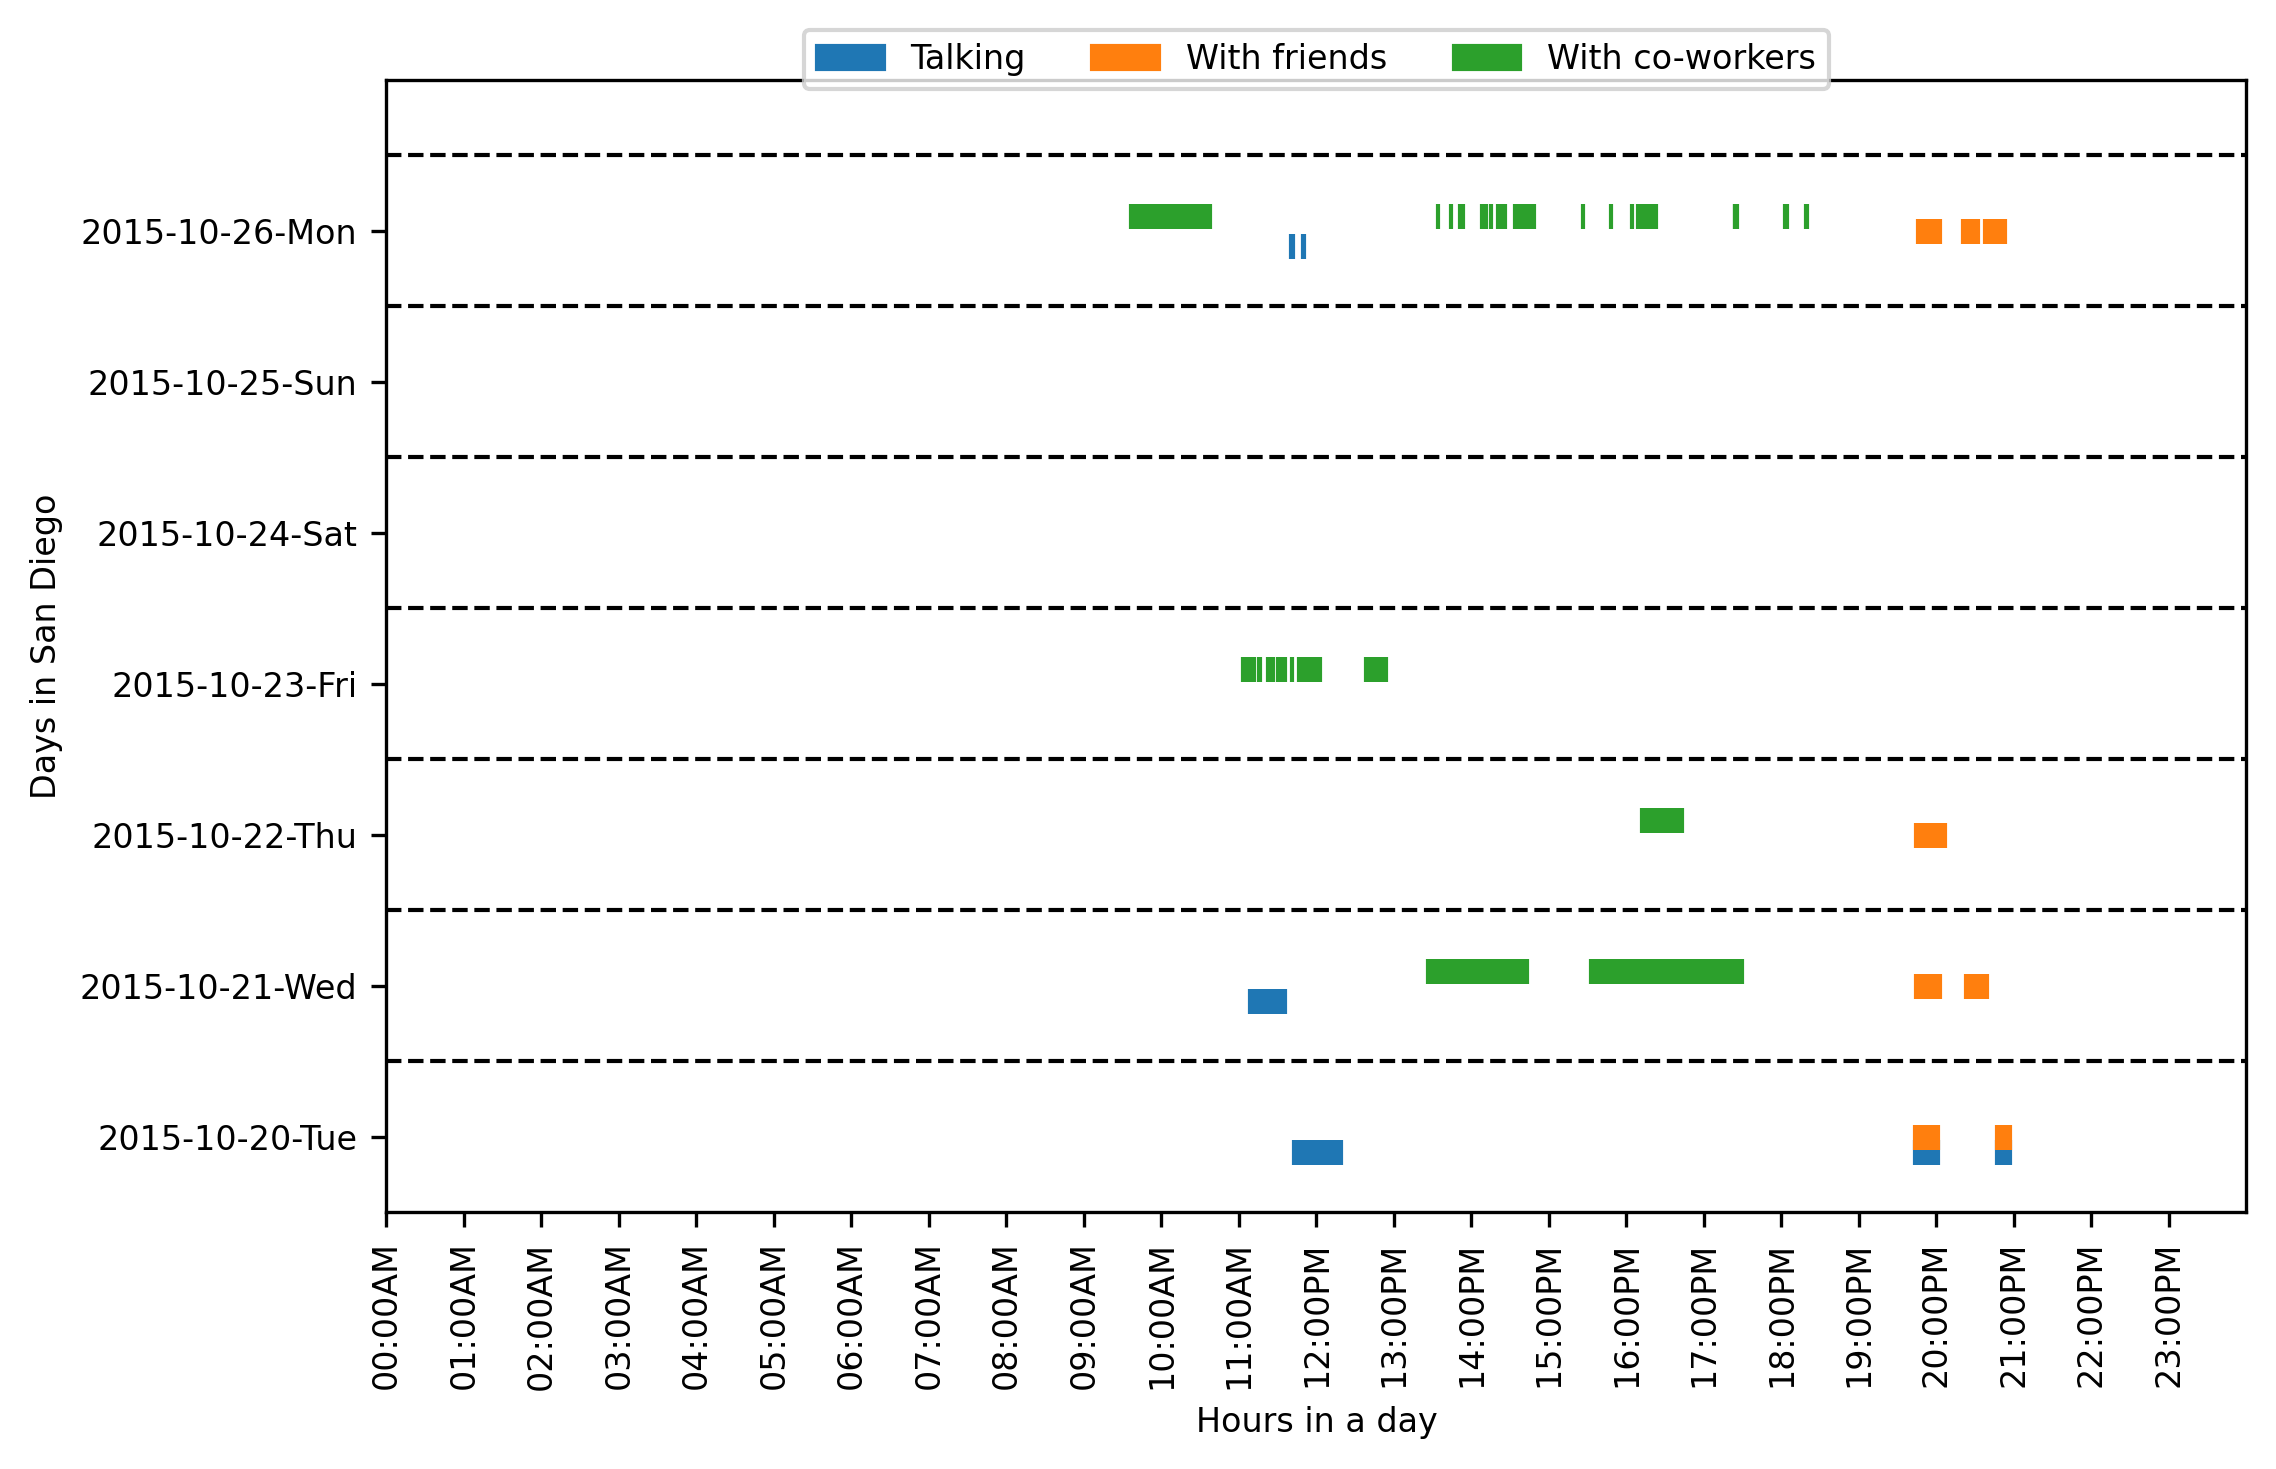 Talking With friends With co-workers
2015-10-26-Mon
2015-10-25-Sun
2015-10-24-Sat
2015-10-23-Fri
2015-10-22-Thu
2015-10-21-Wed
2015-10-20-Tue
Days in San Diego
00:00AM 01:00AM 02:00AM 03:00AM 04:00AM 05:00AM 06:00AM 07:00AM 08:00AM 09:00AM 10:00AM 11:00AM 12:00PM 13:00PM 14:00PM 15:00PM 16:00PM 17:00PM 18:00PM 19:00PM 20:00PM 21:00PM 22:00PM 23:00PM
Hours in a day